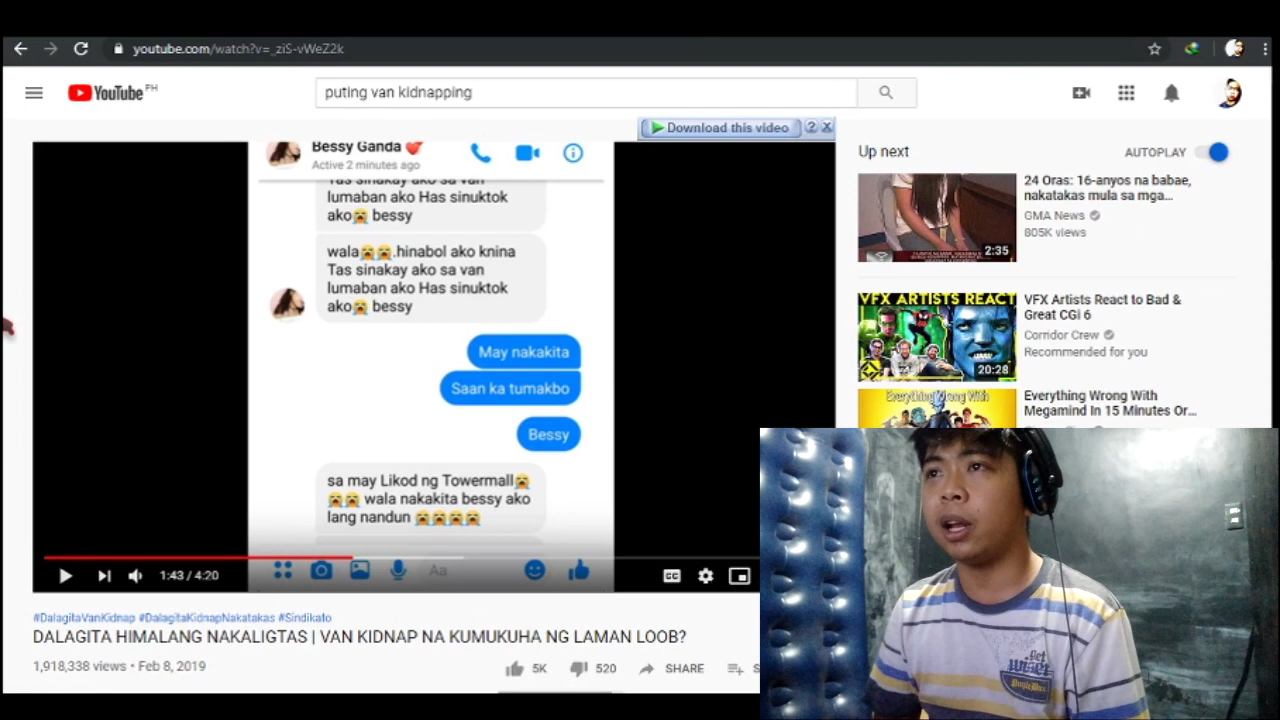 youtube.com/watch?v=_ziS-vWeZ2k
YouTube PH
puting van kidnapping
Download this video
Bessy Ganda ❤️
Active 2 minutes ago
Tas sinakay ako sa van
lumaban ako Has sinuktok
ako😭 bessy
wala😭😭.hinabol ako knina
Tas sinakay ako sa van
lumaban ako Has sinuktok
ako😭 bessy
May nakakita
Saan ka tumakbo
Bessy
sa may Likod ng Towermall😭
😭😭 wala nakakita bessy ako
lang nandun 😭😭😭😭
Aa
1:43 / 4:20
CC
#DalagitaVanKidnap #DalagitaKidnapNakatakas #Sindikato
DALAGITA HIMALANG NAKALIGTAS | VAN KIDNAP NA KUMUKUHA NG LAMAN LOOB?
1,918,338 views • Feb 8, 2019
5K 520 SHARE S
Up next AUTOPLAY
24 Oras: 16-anyos na babae,
nakatakas mula sa mga...
GMA News
805K views
2:35
VFX ARTISTS REACT
VFX Artists React to Bad &
Great CGi 6
Corridor Crew
Recommended for you
20:28
Everything Wrong With
Everything Wrong With
Megamind In 15 Minutes Or...
get
wiser